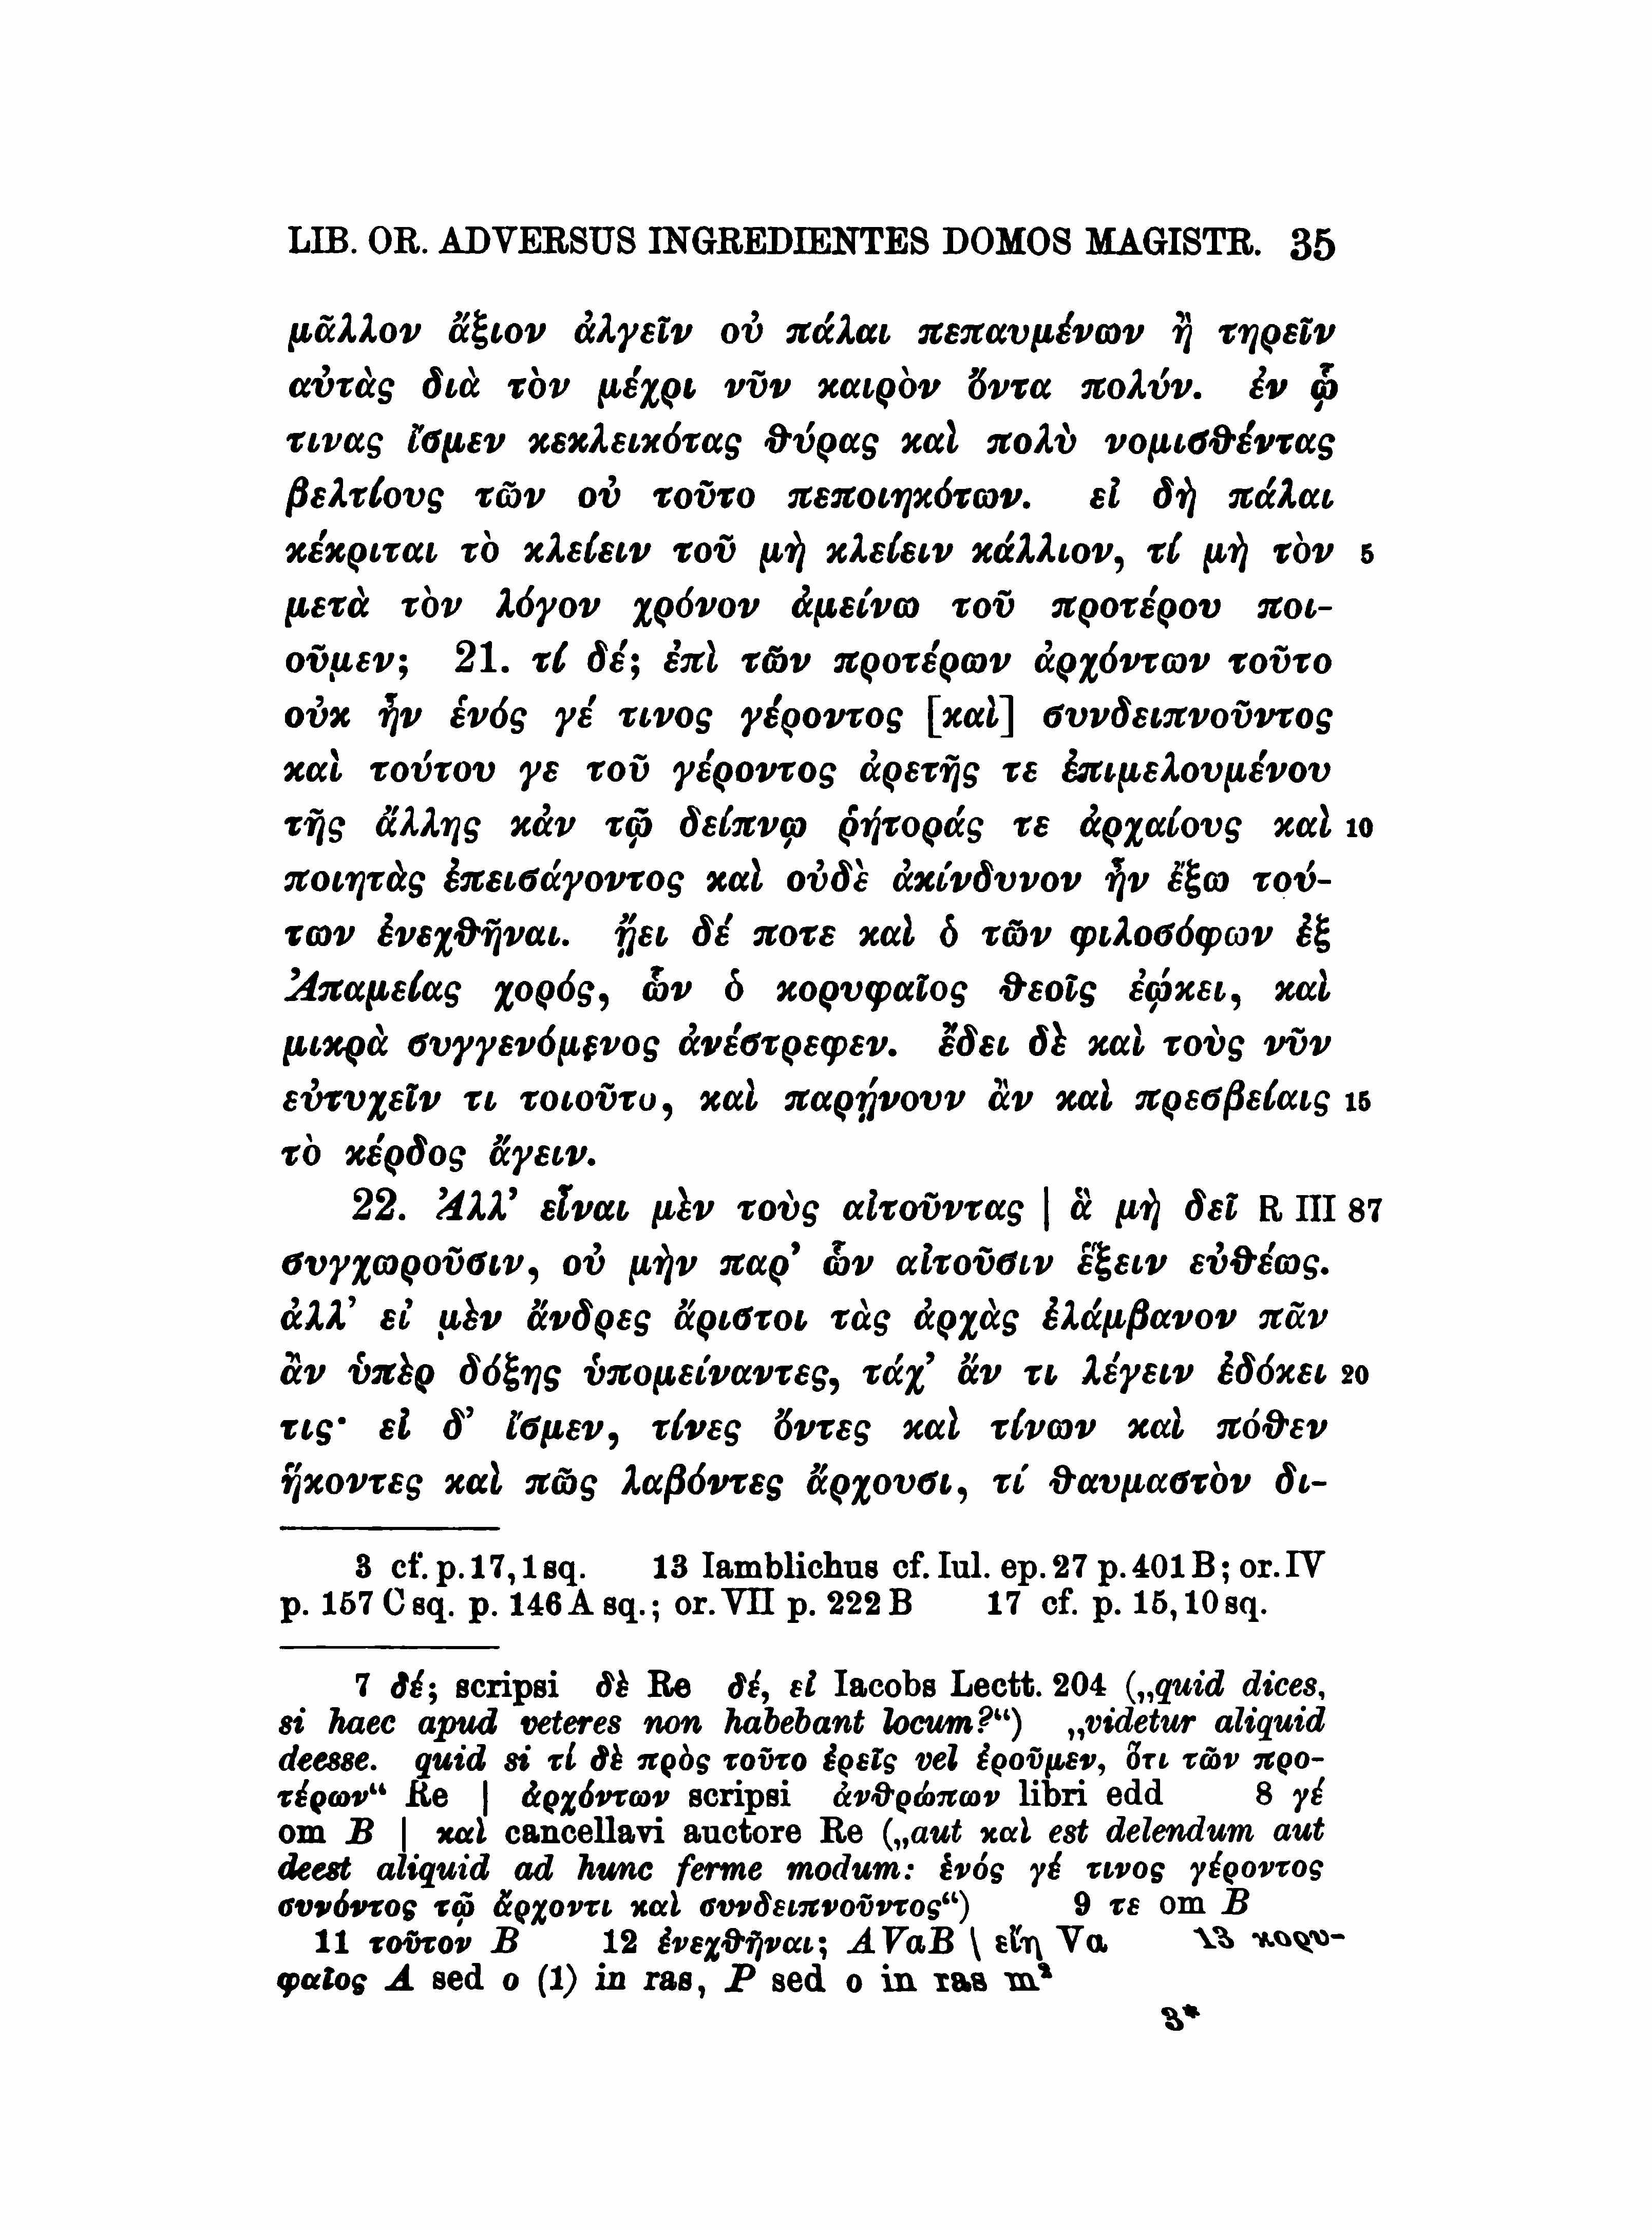 LIB. OR. ADVERSUS INGREDIENTES DOMOS MAGISTR. 35
μᾶλλον ἄξιον ἀλγεῖν οὐ πάλαι πεπαυμένων ἢ τηρεῖν
αὐτὰς διὰ τὸν μέχρι νῦν καιρὸν ὄντα πολύν. ἐν ᾧ
τινας ἴσμεν κεκλεικότας θύρας καὶ πολὺ νομισθέντας
βελτίους τῶν οὐ τοῦτο πεποιηκότων. εἰ δὴ πάλαι
κέκριται τὸ κλείειν τοῦ μὴ κλείειν κάλλιον, τί μὴ τὸν 5
μετὰ τὸν λόγον χρόνον ἀμείνω τοῦ προτέρου ποι-
οῦμεν; 21. τί δέ; ἐπὶ τῶν προτέρων ἀρχόντων τοῦτο
οὐκ ἦν ἑνός γέ τινος γέροντος [καὶ] συνδειπνοῦντος
καὶ τούτου γε τοῦ γέροντος ἀρετῆς τε ἐπιμελουμένου
τῆς ἄλλης κἀν τῷ δείπνῳ ῥήτοράς τε ἀρχαίους καὶ 10
ποιητὰς ἐπεισάγοντος καὶ οὐδὲ ἀκίνδυνον ἦν ἔξω τού-
των ἐνεχθῆναι. ᾔει δέ ποτε καὶ ὁ τῶν φιλοσόφων ἐξ
Ἀπαμείας χορός, ὧν ὁ κορυφαῖος θεοῖς ἐῴκει, καὶ
μικρὰ συγγενόμενος ἀνέστρεφεν. ἔδει δὲ καὶ τοὺς νῦν
εὐτυχεῖν τι τοιοῦτο, καὶ παρῄνουν ἂν καὶ πρεσβείαις 15
τὸ κέρδος ἄγειν.
22. Ἀλλ’ εἶναι μὲν τοὺς αἰτοῦντας | ἃ μὴ δεῖ R III 87
συγχωροῦσιν, οὐ μὴν παρ’ ὧν αἰτοῦσιν ἕξειν εὐθέως.
ἀλλ’ εἰ μὲν ἄνδρες ἄριστοι τὰς ἀρχὰς ἐλάμβανον πᾶν
ἂν ὑπὲρ δόξης ὑπομείναντες, τάχ’ ἄν τι λέγειν ἐδόκει 20
τις· εἰ δ’ ἴσμεν, τίνες ὄντες καὶ τίνων καὶ πόθεν
ἥκοντες καὶ πῶς λαβόντες ἄρχουσι, τί θαυμαστὸν δι-
3 cf. p. 17, 1 sq. 13 Iamblichus cf. Iul. ep. 27 p. 401 B; or. IV
p. 157 C sq. p. 146 A sq.; or. VII p. 222 B 17 cf. p. 15, 10 sq.
7 δέ; scripsi δὲ Re δέ, εἰ Iacobs Lectt. 204 („quid dices,
si haec apud veteres non habebant locum?“) „videtur aliquid
deesse. quid si τί δὲ πρὸς τοῦτο ἐρεῖς vel ἐροῦμεν, ὅτι τῶν προ-
τέρων“ Re | ἀρχόντων scripsi ἀνθρώπων libri edd 8 γέ
om B | καὶ cancellavi auctore Re („aut καὶ est delendum aut
deest aliquid ad hunc ferme modum: ἑνός γέ τινος γέροντος
συνόντος τῷ ἄρχοντι καὶ συνδειπνοῦντος“) 9 τε om B
11 τοῦτον B 12 ἐνεχθῆναι; AVaB | εἴη Va 13 κορυ-
φαῖος A sed ο (1) in ras, P sed ο in ras m²
3*